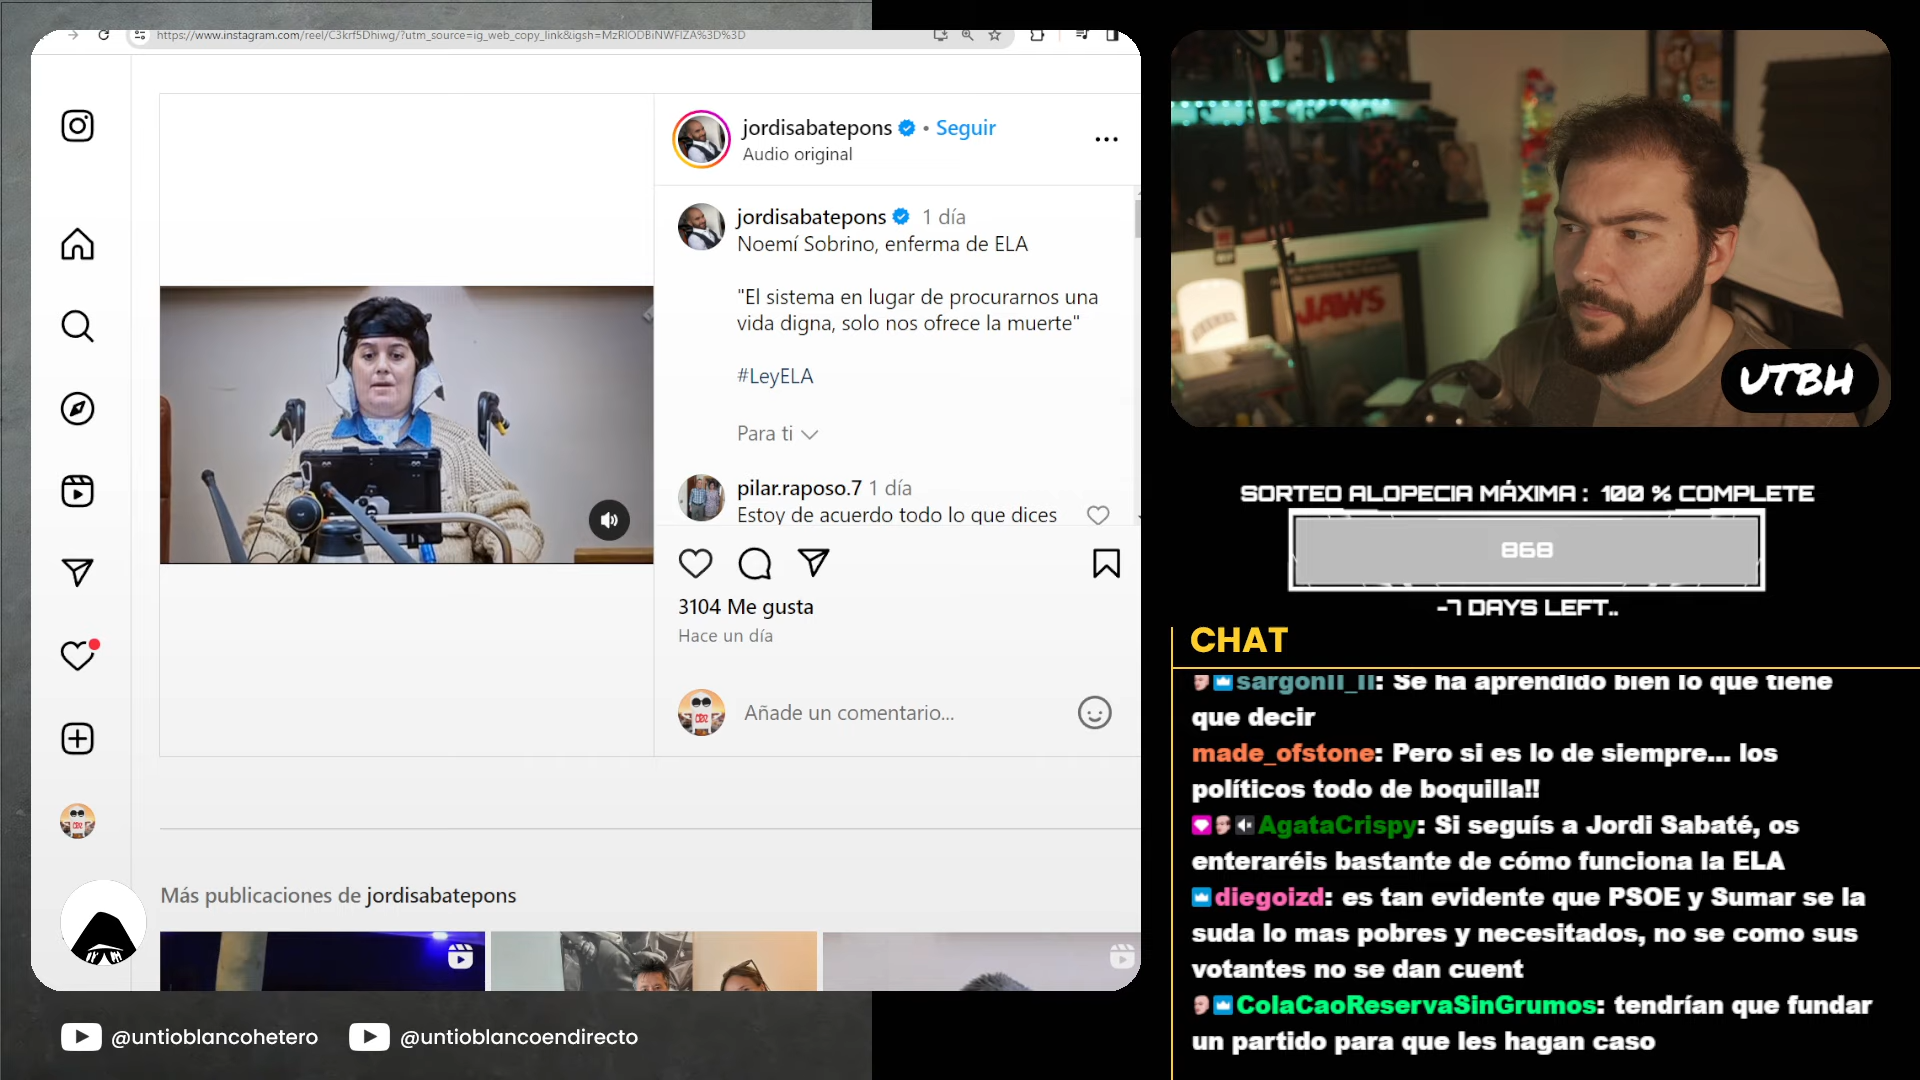 https://www.instagram.com/reel/C3krf5Dhiwg/?utm_source=ig_web_copy_link&igsh=MzRlODBiNWFlZA%3D%3D
jordisabatepons • Seguir
Audio original
jordisabatepons 1 día
Noemí Sobrino, enferma de ELA
"El sistema en lugar de procurarnos una
vida digna, solo nos ofrece la muerte"
#LeyELA
Para ti
pilar.raposo.7 1 día
Estoy de acuerdo todo lo que dices
3104 Me gusta
Hace un día
Añade un comentario...
Más publicaciones de jordisabatepons
@untioblancohetero
@untioblancoendirecto
JAWS
UTBH
SORTEO ALOPECIA MÁXIMA : 100 % COMPLETE
868
-7 DAYS LEFT..
CHAT
sargonII_II: Se ha aprendido bien lo que tiene
que decir
made_ofstone: Pero si es lo de siempre... los
políticos todo de boquilla!!
AgataCrispy: Si seguís a Jordi Sabaté, os
enteraréis bastante de cómo funciona la ELA
diegoizd: es tan evidente que PSOE y Sumar se la
suda lo mas pobres y necesitados, no se como sus
votantes no se dan cuent
ColaCaoReservaSinGrumos: tendrían que fundar
un partido para que les hagan caso